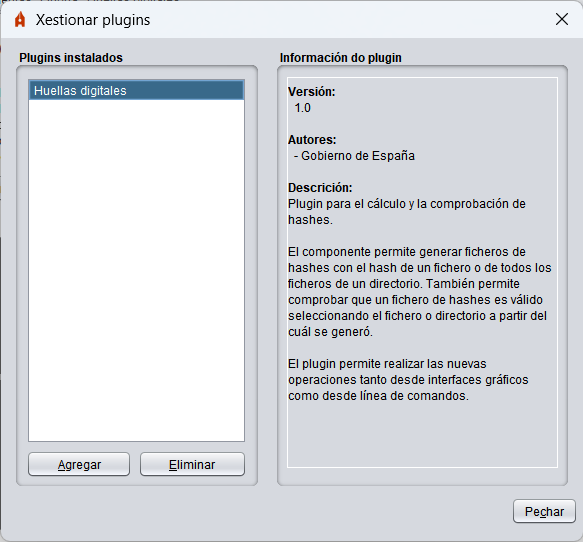 Xestionar plugins
Plugins instalados
Información do plugin
Huellas digitales
Versión:
1.0
Autores:
- Gobierno de España
Descrición:
Plugin para el cálculo y la comprobación de
hashes.
El componente permite generar ficheros de
hashes con el hash de un fichero o de todos los
ficheros de un directorio. También permite
comprobar que un fichero de hashes es válido
seleccionando el fichero o directorio a partir del
cuál se generó.
El plugin permite realizar las nuevas
operaciones tanto desde interfaces gráficos
como desde línea de comandos.
Agregar
Eliminar
Pechar